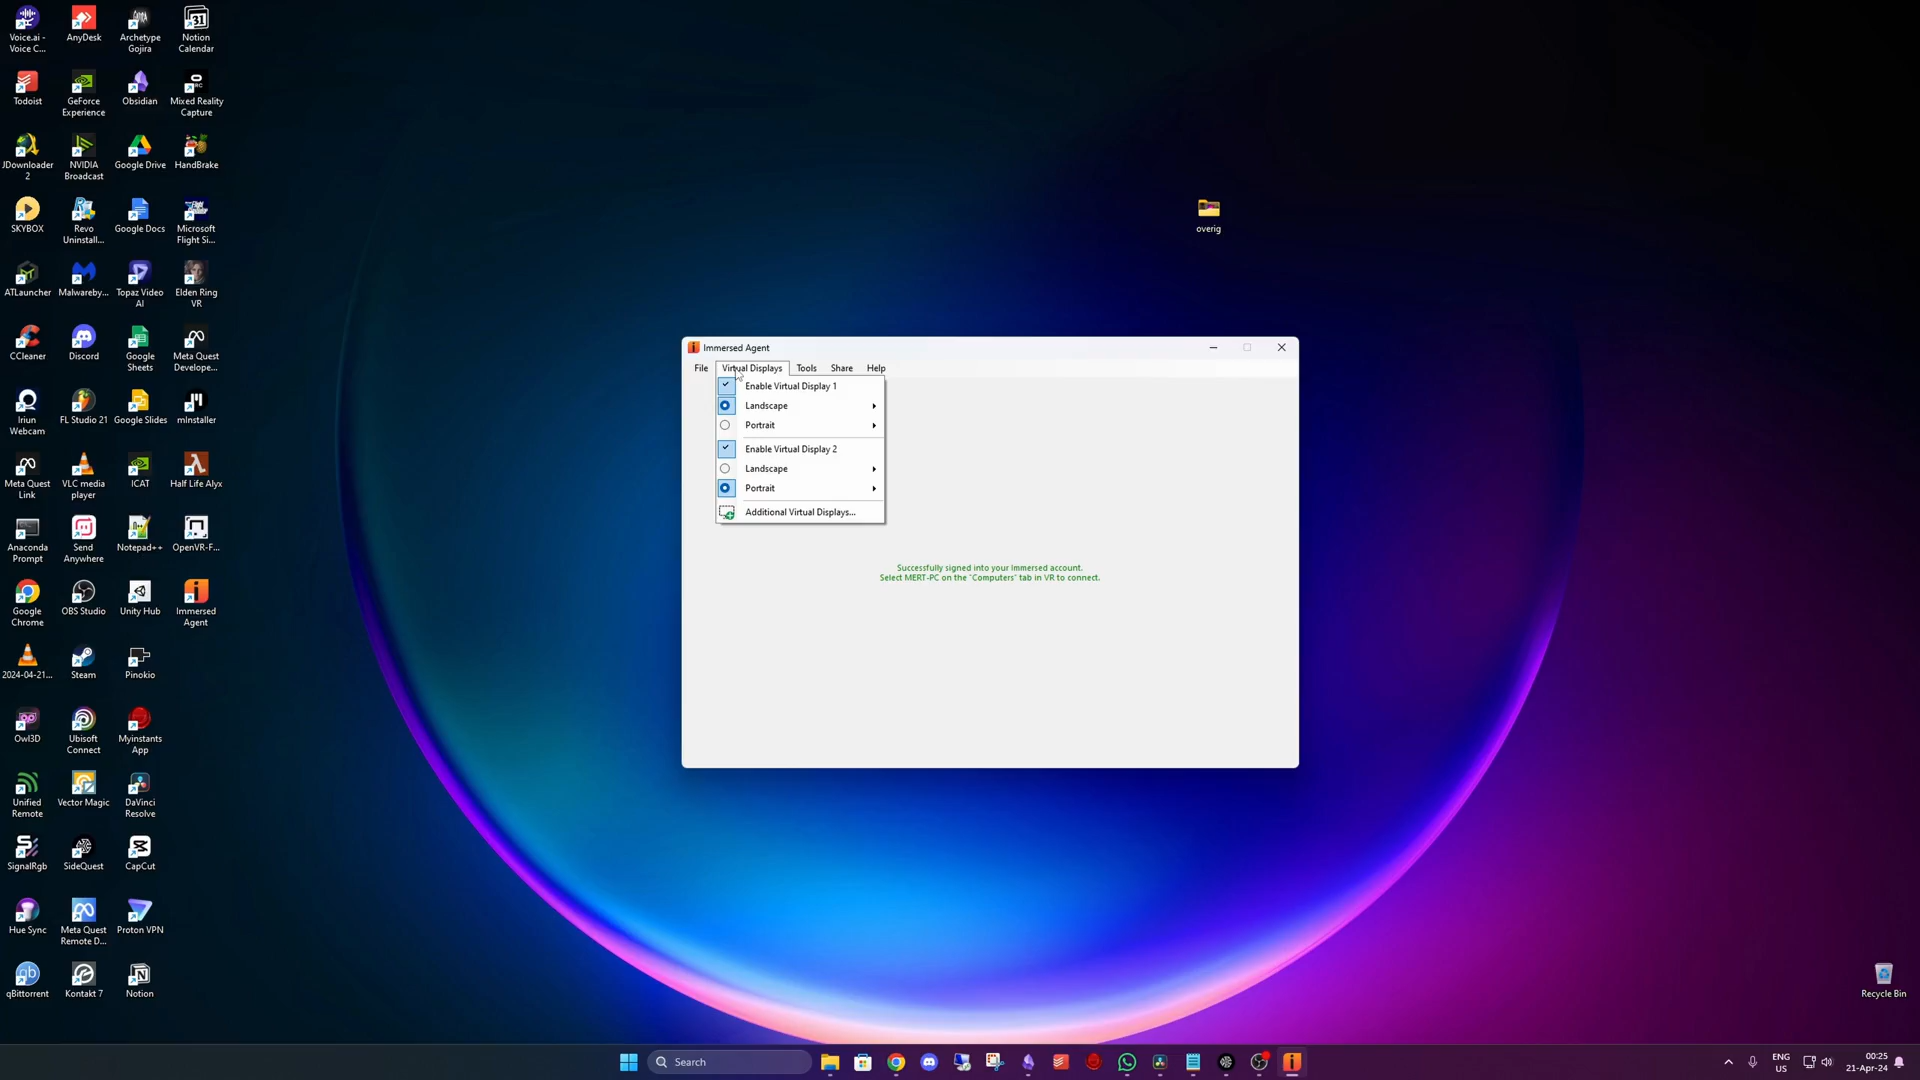 Voice.ai -
Voice C...
AnyDesk
Archetype
Gojira
Notion
Calendar
Todoist
GeForce
Experience
Obsidian
Mixed Reality
Capture
JDownloader
2
NVIDIA
Broadcast
Google Drive
HandBrake
SKYBOX
Revo
Uninstall...
Google Docs
Microsoft
Flight Si...
ATLauncher
Malwareby...
Topaz Video
AI
Elden Ring
VR
CCleaner
Discord
Google
Sheets
Meta Quest
Develope...
Iriun
Webcam
FL Studio 21
Google Slides
mInstaller
Meta Quest
Link
VLC media
player
ICAT
Half Life Alyx
Anaconda
Prompt
Send
Anywhere
Notepad++
OpenVR-F...
Google
Chrome
OBS Studio
Unity Hub
Immersed
Agent
2024-04-21...
Steam
Pinokio
Owl3D
Ubisoft
Connect
Myinstants
App
Unified
Remote
Vector Magic
DaVinci
Resolve
SignalRgb
SideQuest
CapCut
Hue Sync
Meta Quest
Remote D...
Proton VPN
qBittorrent
Kontakt 7
Notion
overig
Immersed Agent
File Virtual Displays Tools Share Help
Enable Virtual Display 1
Landscape
Portrait
Enable Virtual Display 2
Landscape
Portrait
Additional Virtual Displays...
Successfully signed into your Immersed account.
Select MERT-PC on the "Computers" tab in VR to connect.
Recycle Bin
Search
ENG
US
00:25
21-Apr-24